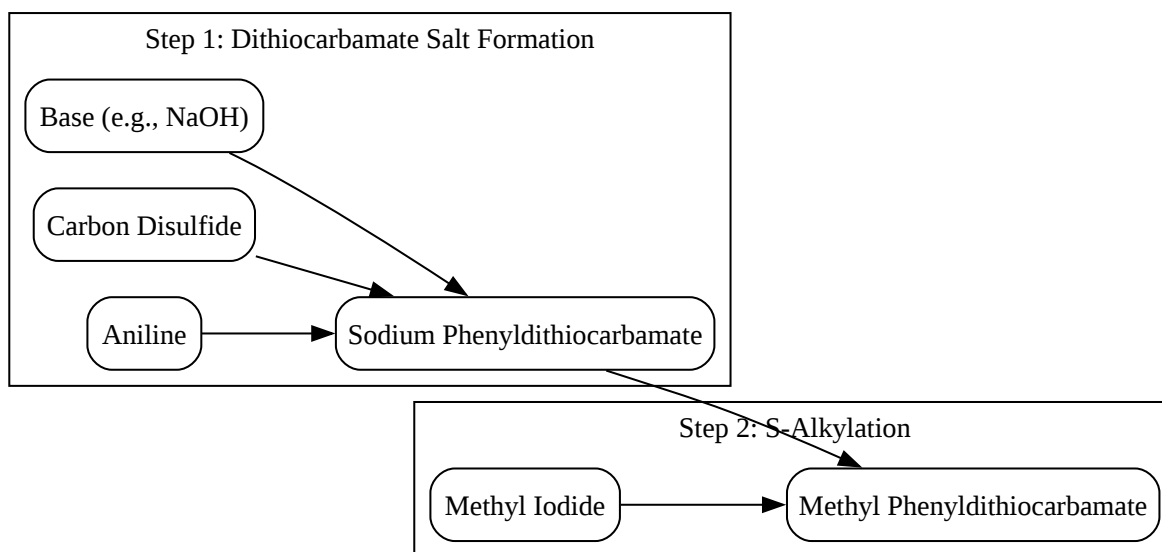 Step 1: Dithiocarbamate Salt Formation
Base (e.g., NaOH)
Carbon Disulfide
Aniline
Sodium Phenyldithiocarbamate
Step 2: S-Alkylation
Methyl Iodide
Methyl Phenyldithiocarbamate